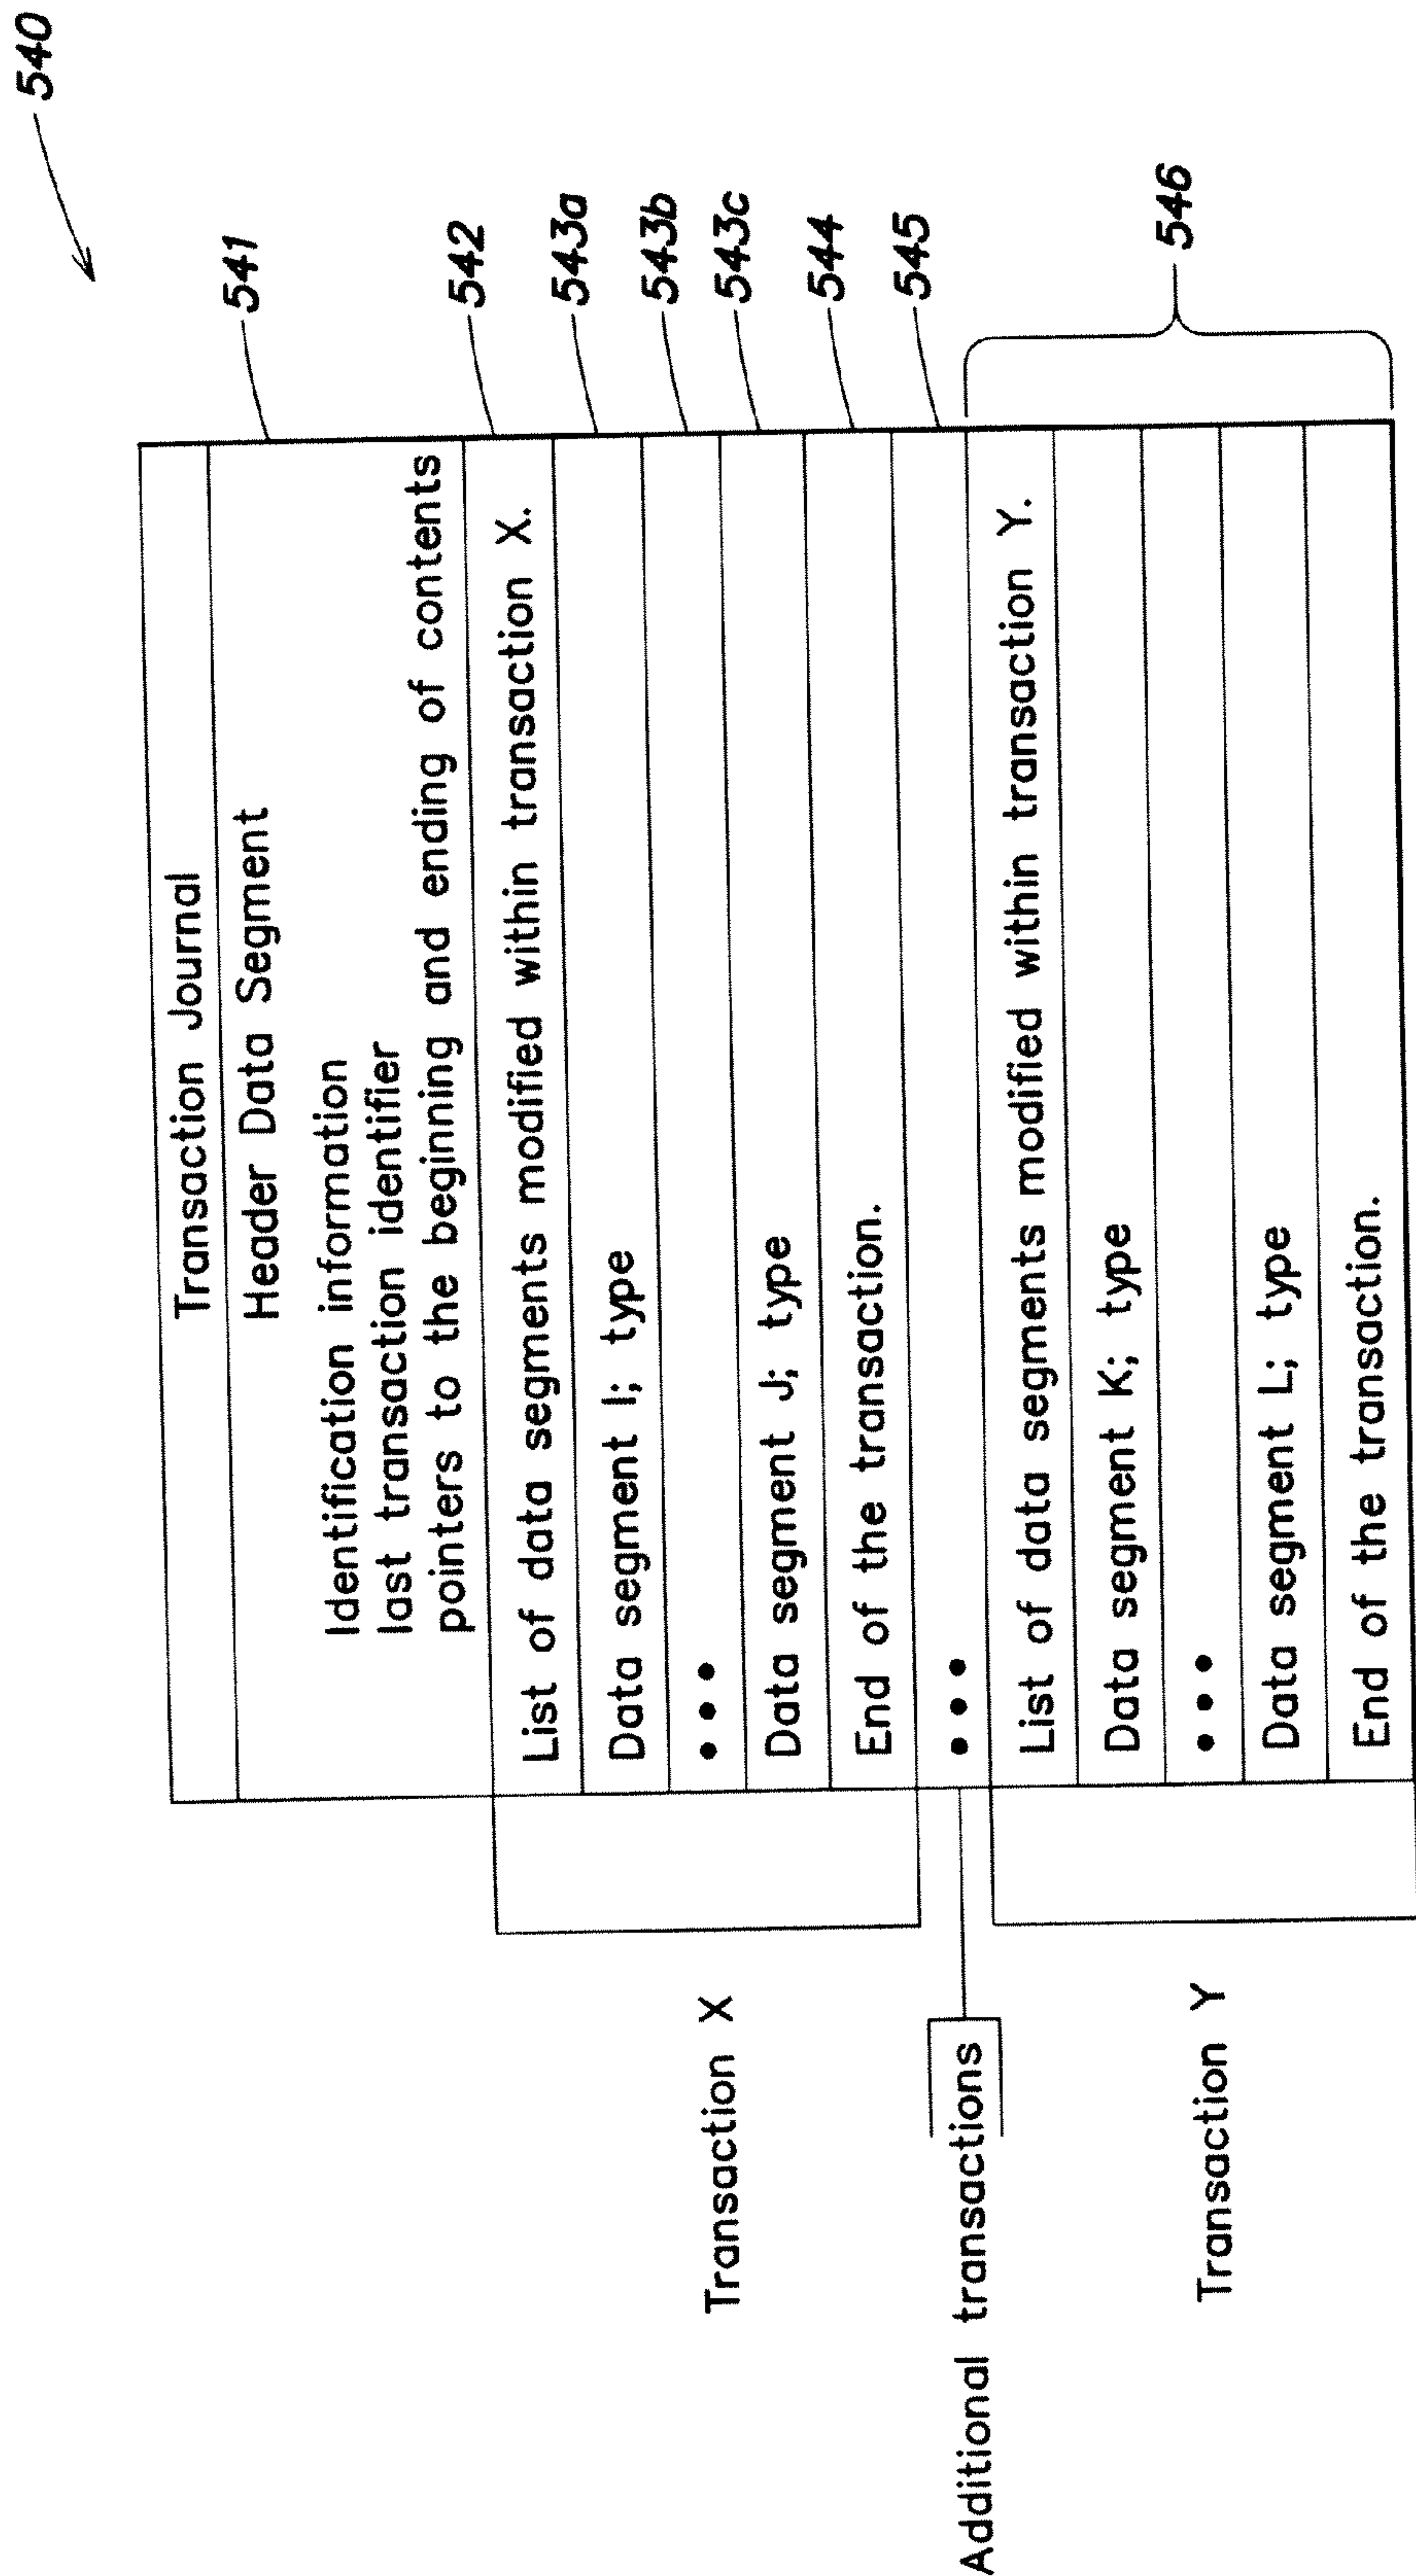 540
Transaction Journal
541
Header Data Segment
Identification information
last transaction identifier
pointers to the beginning and ending of contents
542
List of data segments modified within transaction X.
543a
Data segment I; type
543b
•••
543c
Data segment J; type
544
End of the transaction.
545
•••
546
List of data segments modified within transaction Y.
Data segment K; type
•••
Data segment L; type
End of the transaction.
Transaction X
Additional transactions
Transaction Y